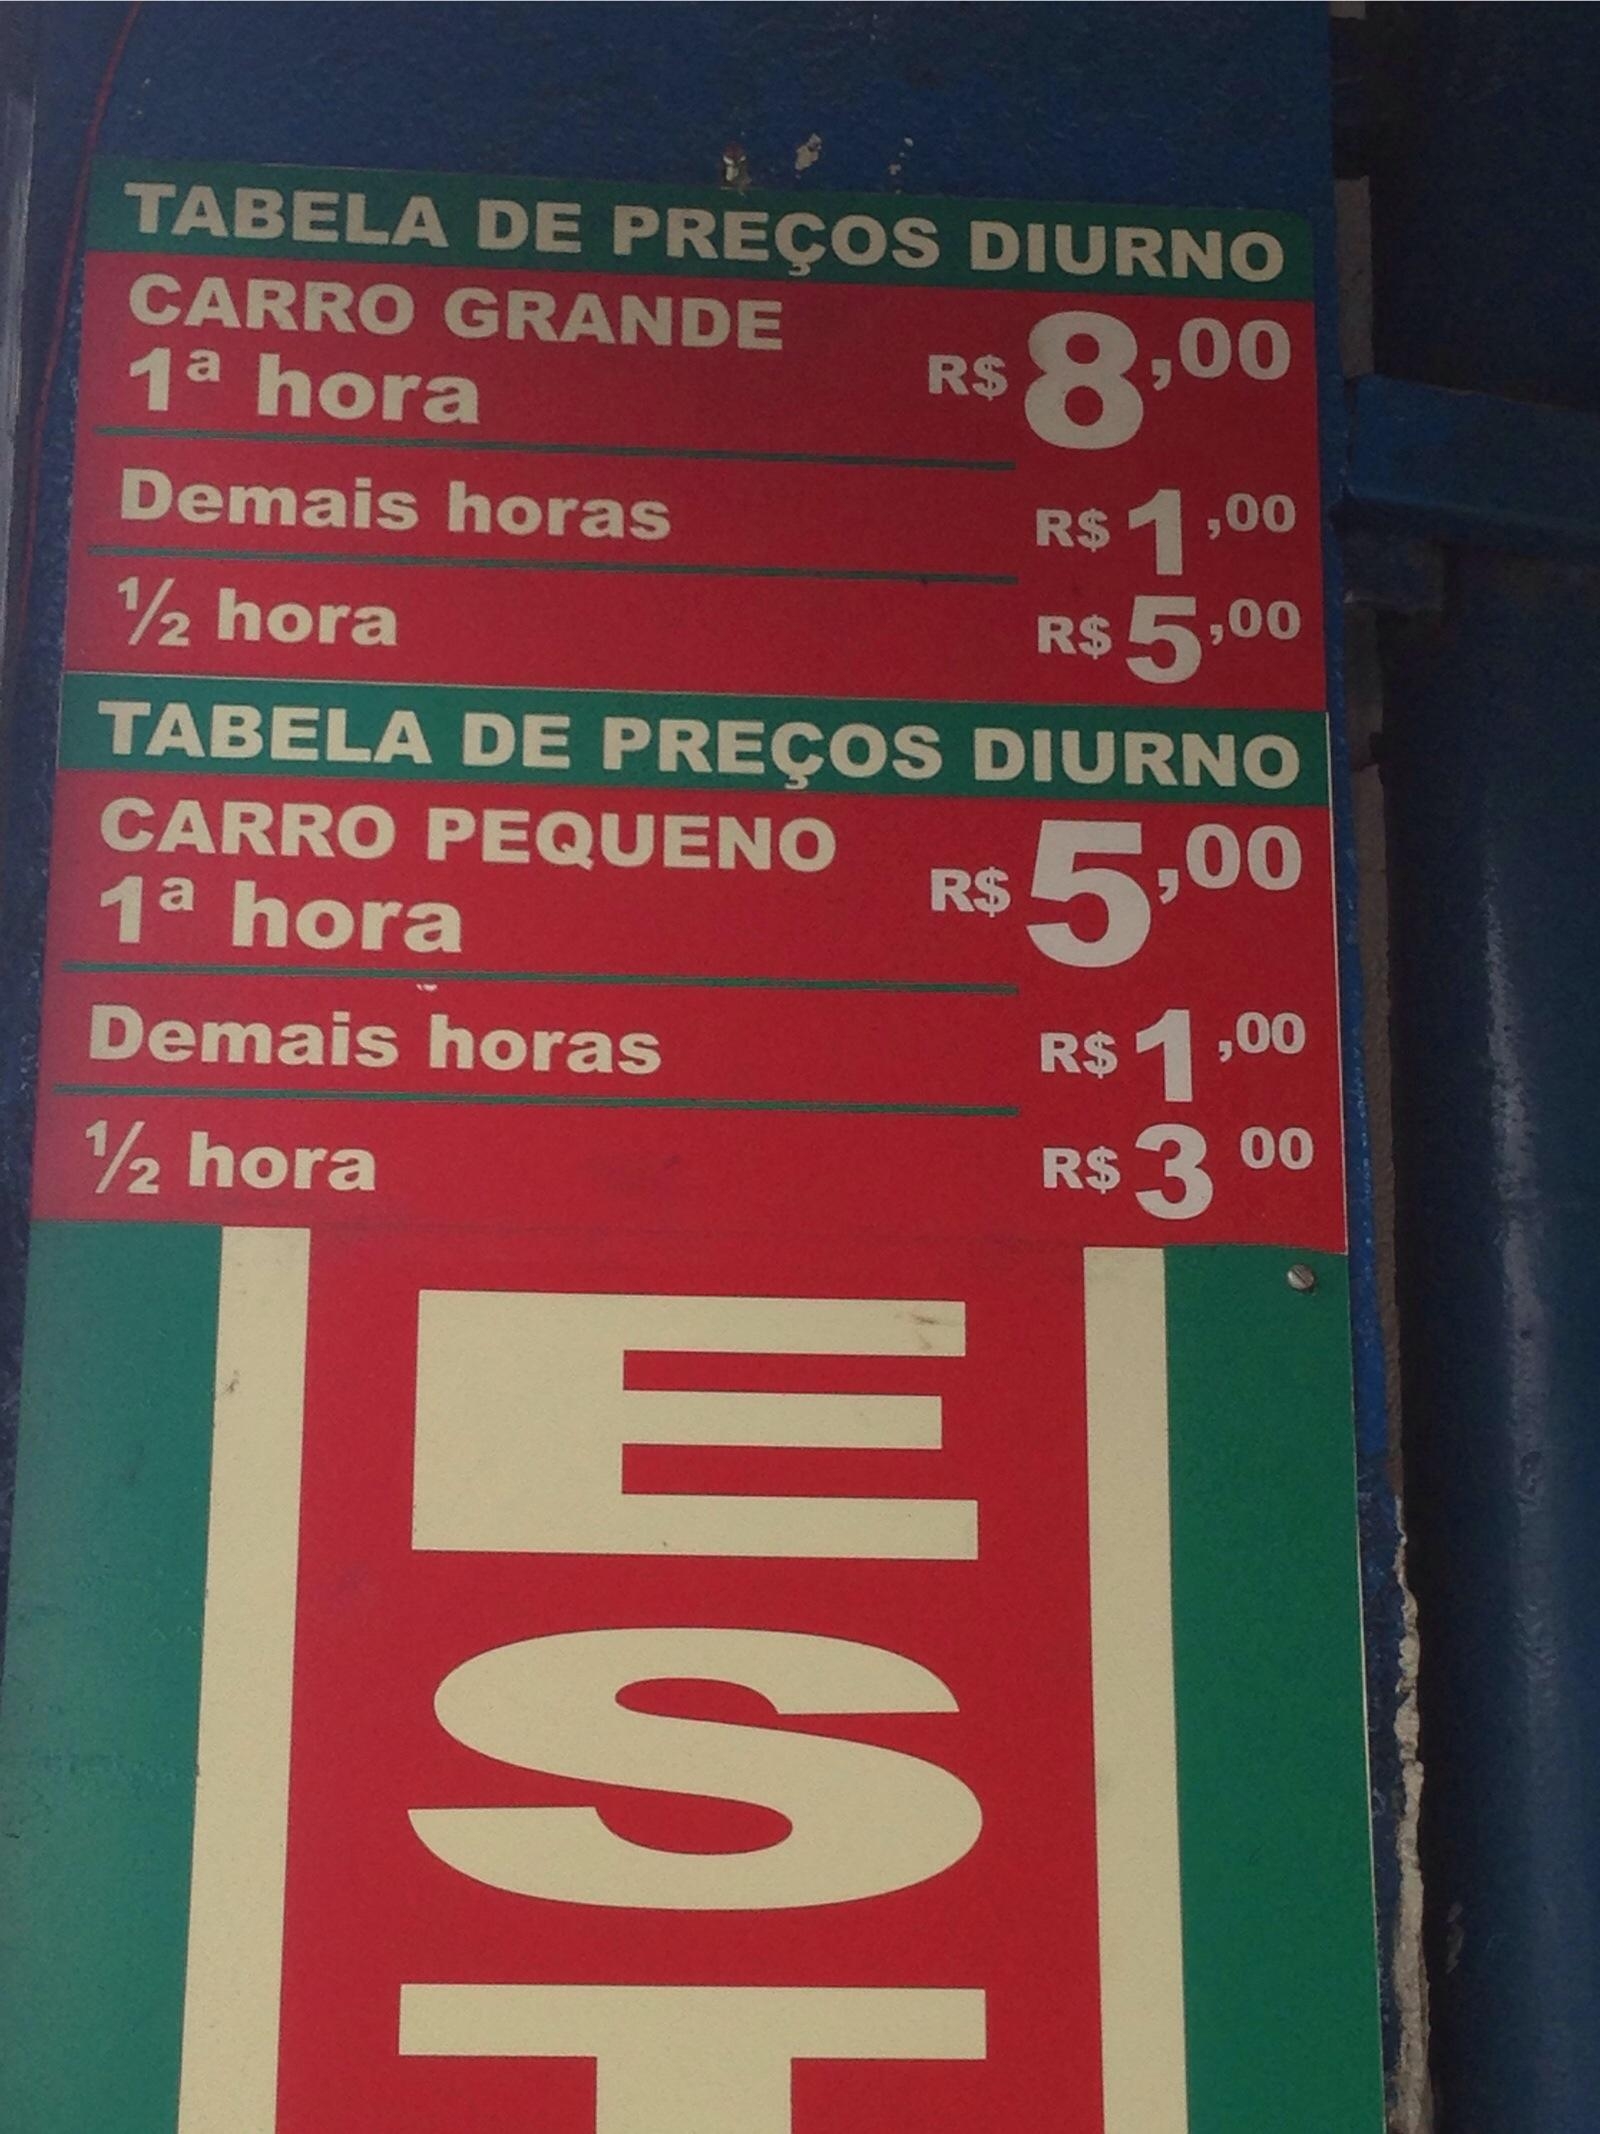 TABELA DE PREÇOS DIURNO
CARRO GRANDE
1ª hora R$ 8,00
Demais horas R$ 1,00
½ hora R$ 5,00
TABELA DE PREÇOS DIURNO
CARRO PEQUENO
1ª hora R$ 5,00
Demais horas R$ 1,00
½ hora R$ 3 00
E
S
T